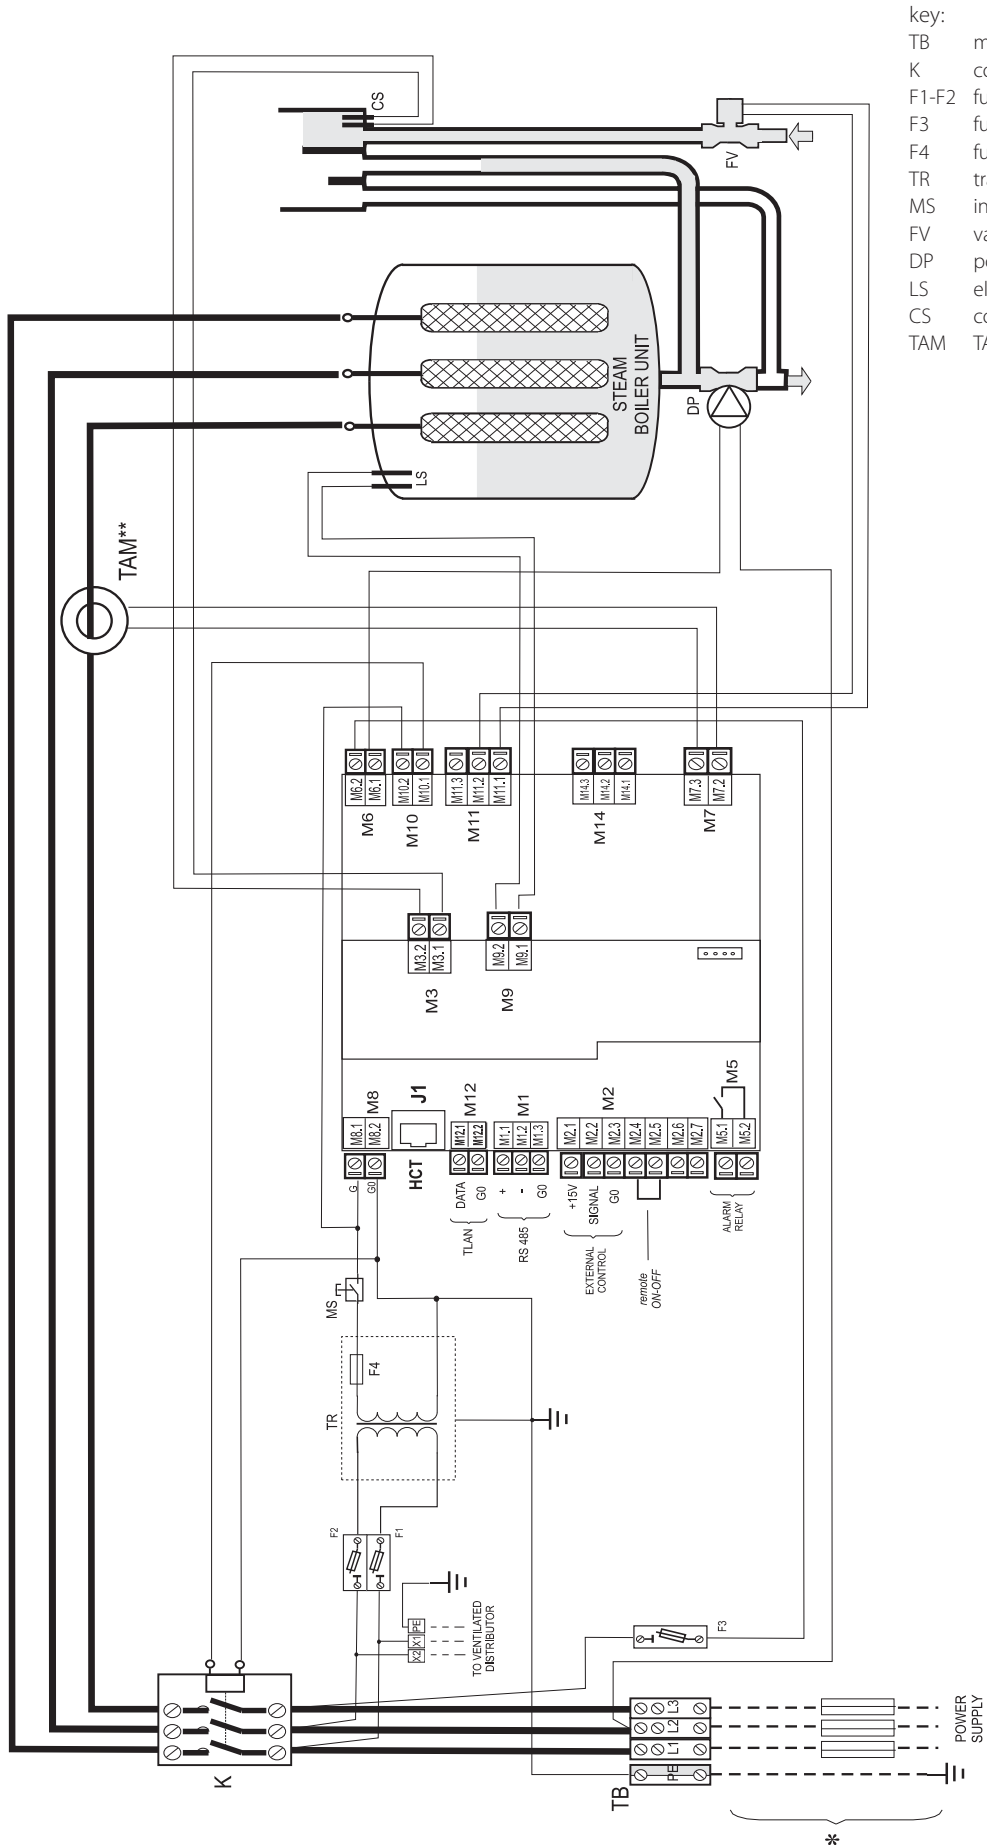 key:
TB
K
F1-F2
F3
F4
TR
MS
FV
DP
LS
CS
TAM
CS
FV
STEAM
BOILER UNIT
DP
LS
TAM**
M6.2
M6.1
M6
M10.2
M10.1
M10
M11.3
M11.2
M11.1
M11
M14.3
M14.2
M14.1
M14
M7.3
M7.2
M7
M3.2
M3.1
M3
M9.2
M9.1
M9
M8.1
M8.2
M8
G
G0
J1
HCT
M12.1
M12.2
M12
DATA
G0
TLAN
M1.1
M1.2
M1.3
M1
+
-
G0
RS 485
M2.1
M2.2
M2.3
M2.4
M2.5
M2.6
M2.7
M2
+15V
SIGNAL
G0
EXTERNAL
CONTROL
remote
ON-OFF
M5.1
M5.2
M5
ALARM
RELAY
MS
F4
TR
F2
F1
X2
X1
PE
TO VENTILATED
DISTRIBUTOR
F3
K
L3
L2
L1
PE
TB
POWER
SUPPLY
*